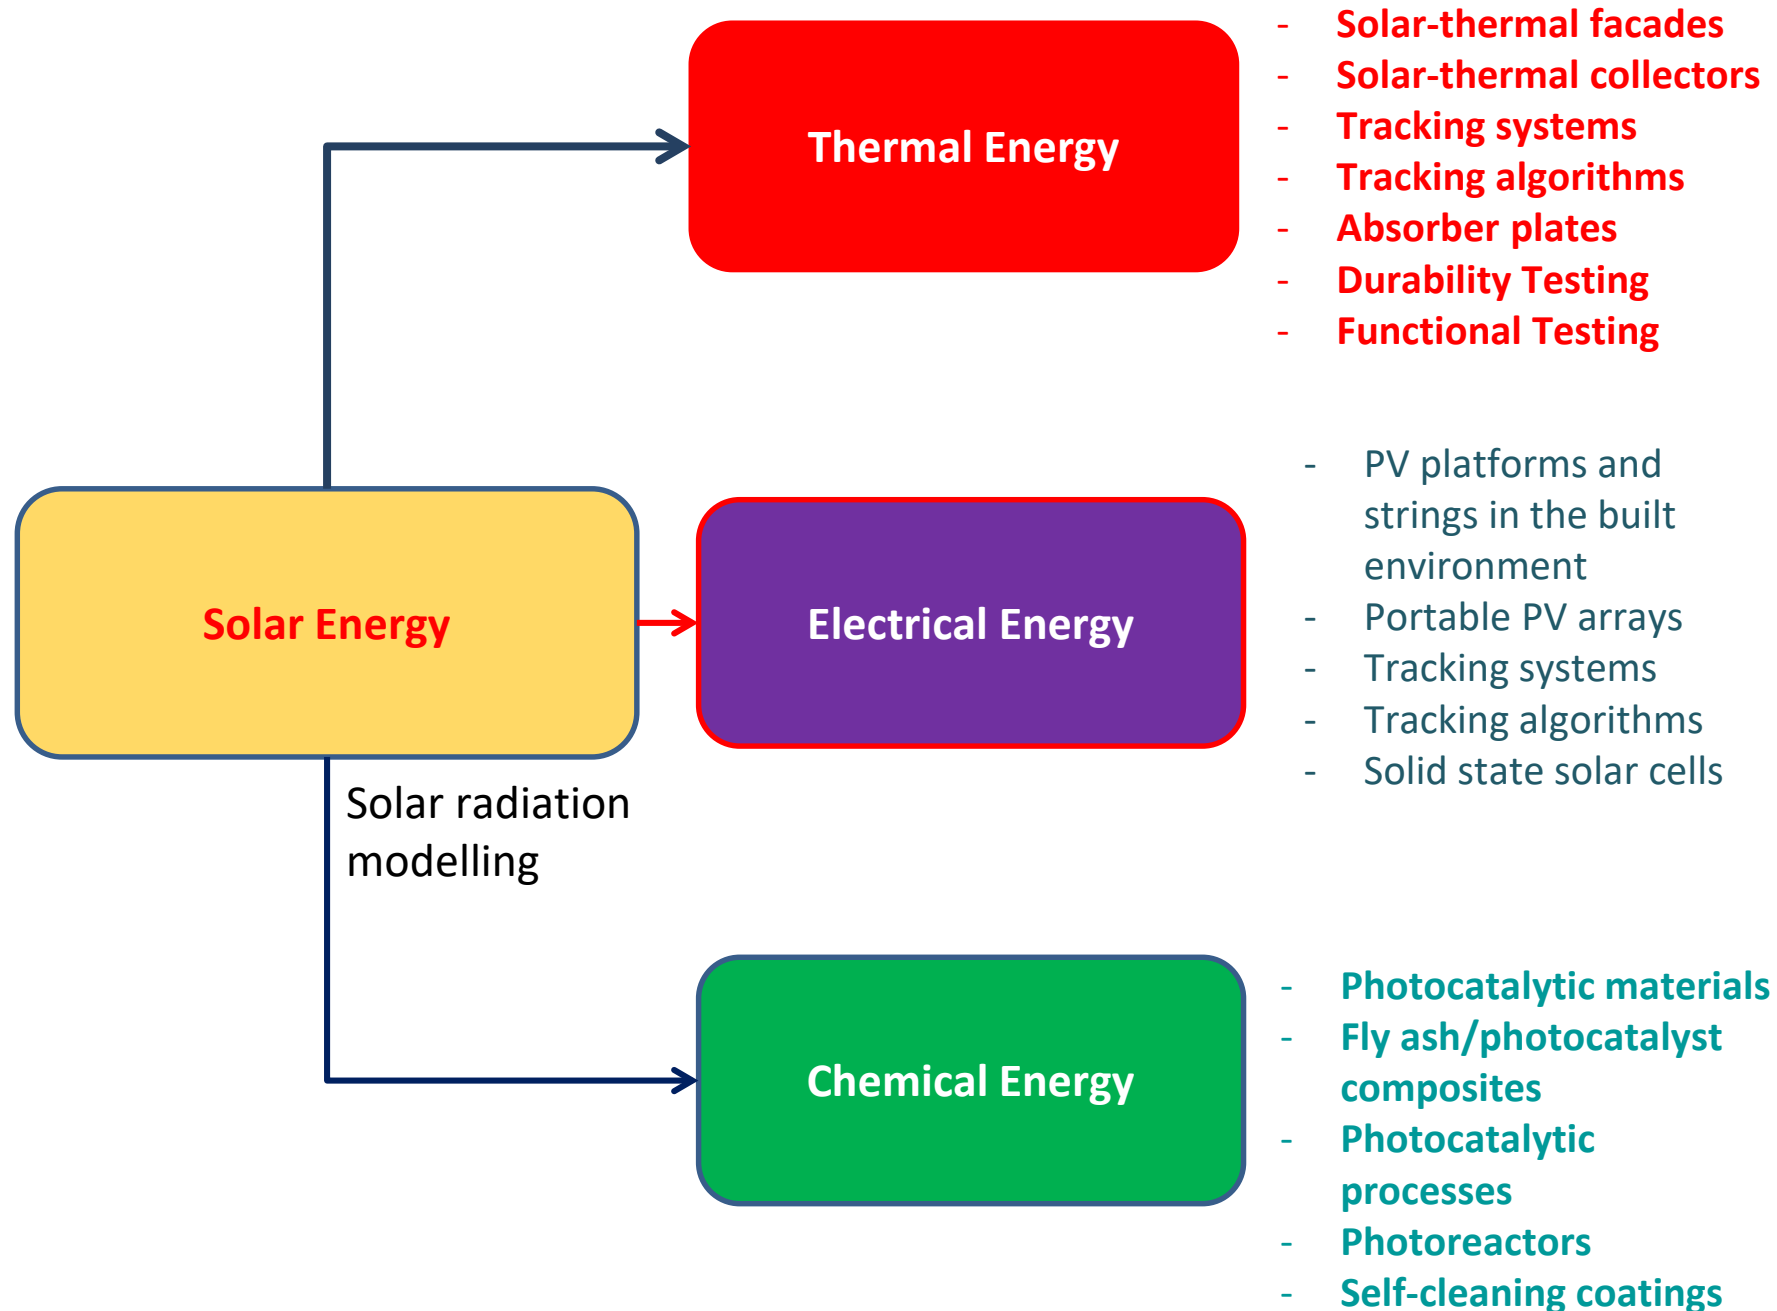 - Solar-thermal facades
- Solar-thermal collectors
- Tracking systems
- Tracking algorithms
- Absorber plates
- Durability Testing
- Functional Testing
Thermal Energy
- PV platforms and
strings in the built
environment
- Portable PV arrays
- Tracking systems
- Tracking algorithms
- Solid state solar cells
Solar Energy
Electrical Energy
Solar radiation
modelling
Chemical Energy
- Photocatalytic materials
- Fly ash/photocatalyst
composites
- Photocatalytic
processes
- Photoreactors
- Self-cleaning coatings